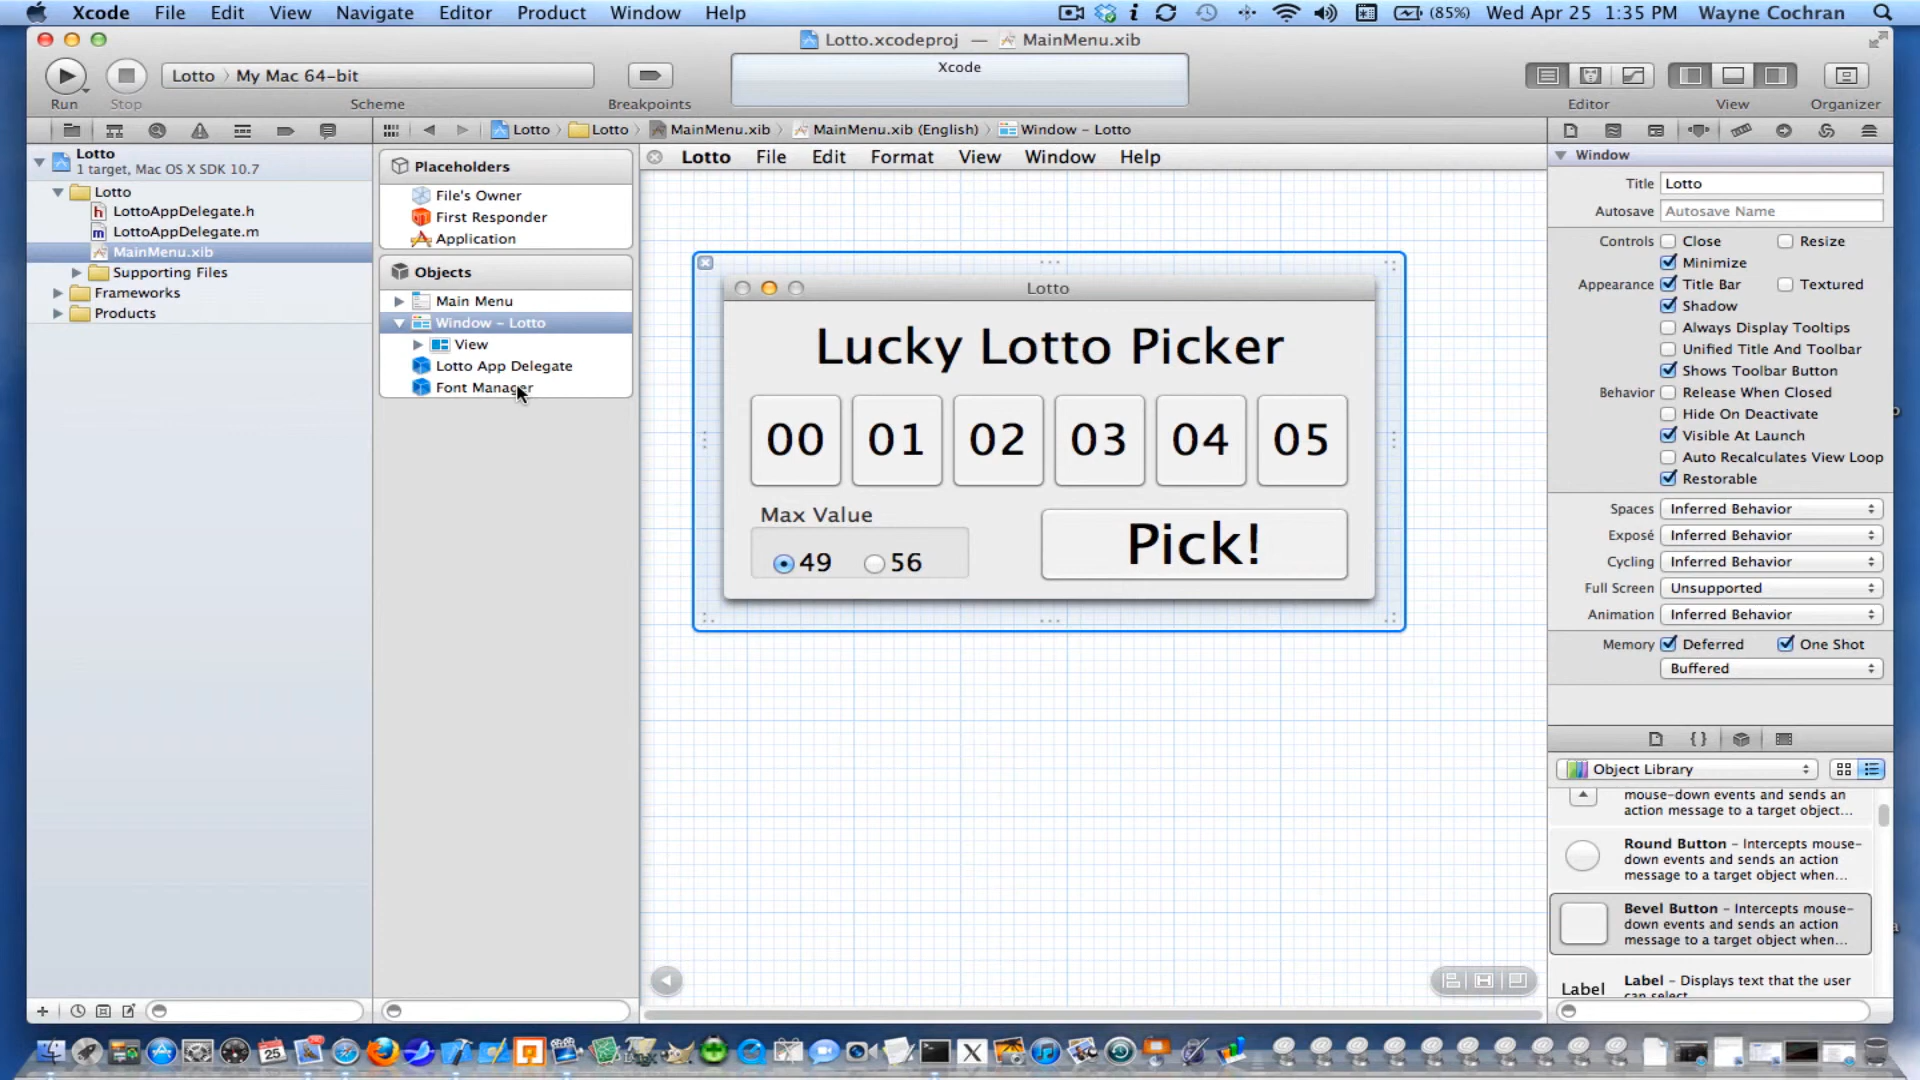 Xcode File Edit View Navigate Editor Product Window Help (85%) Wed Apr 25 1:35 PM Wayne Cochran
Lotto.xcodeproj — MainMenu.xib
Lotto 〉 My Mac 64-bit
Xcode
Run Stop Scheme Breakpoints Editor View Organizer
Lotto 〉 Lotto 〉 MainMenu.xib 〉 MainMenu.xib (English) 〉 Window – Lotto
Lotto
1 target, Mac OS X SDK 10.7
Lotto
LottoAppDelegate.h
LottoAppDelegate.m
MainMenu.xib
Supporting Files
Frameworks
Products
Placeholders
File's Owner
First Responder
Application
Objects
Main Menu
Window – Lotto
View
Lotto App Delegate
Font Manager
Lotto File Edit Format View Window Help
Lotto
Lucky Lotto Picker
00 01 02 03 04 05
Max Value
49 56
Pick!
Window
Title Lotto
Autosave Autosave Name
Controls Close Resize
Minimize
Appearance Title Bar Textured
Shadow
Always Display Tooltips
Unified Title And Toolbar
Shows Toolbar Button
Behavior Release When Closed
Hide On Deactivate
Visible At Launch
Auto Recalculates View Loop
Restorable
Spaces Inferred Behavior
Exposé Inferred Behavior
Cycling Inferred Behavior
Full Screen Unsupported
Animation Inferred Behavior
Memory Deferred One Shot
Buffered
Object Library
mouse-down events and sends an
action message to a target object...
Round Button – Intercepts mouse-
down events and sends an action
message to a target object when...
Bevel Button – Intercepts mouse-
down events and sends an action
message to a target object when...
Label
Label – Displays text that the user
can select